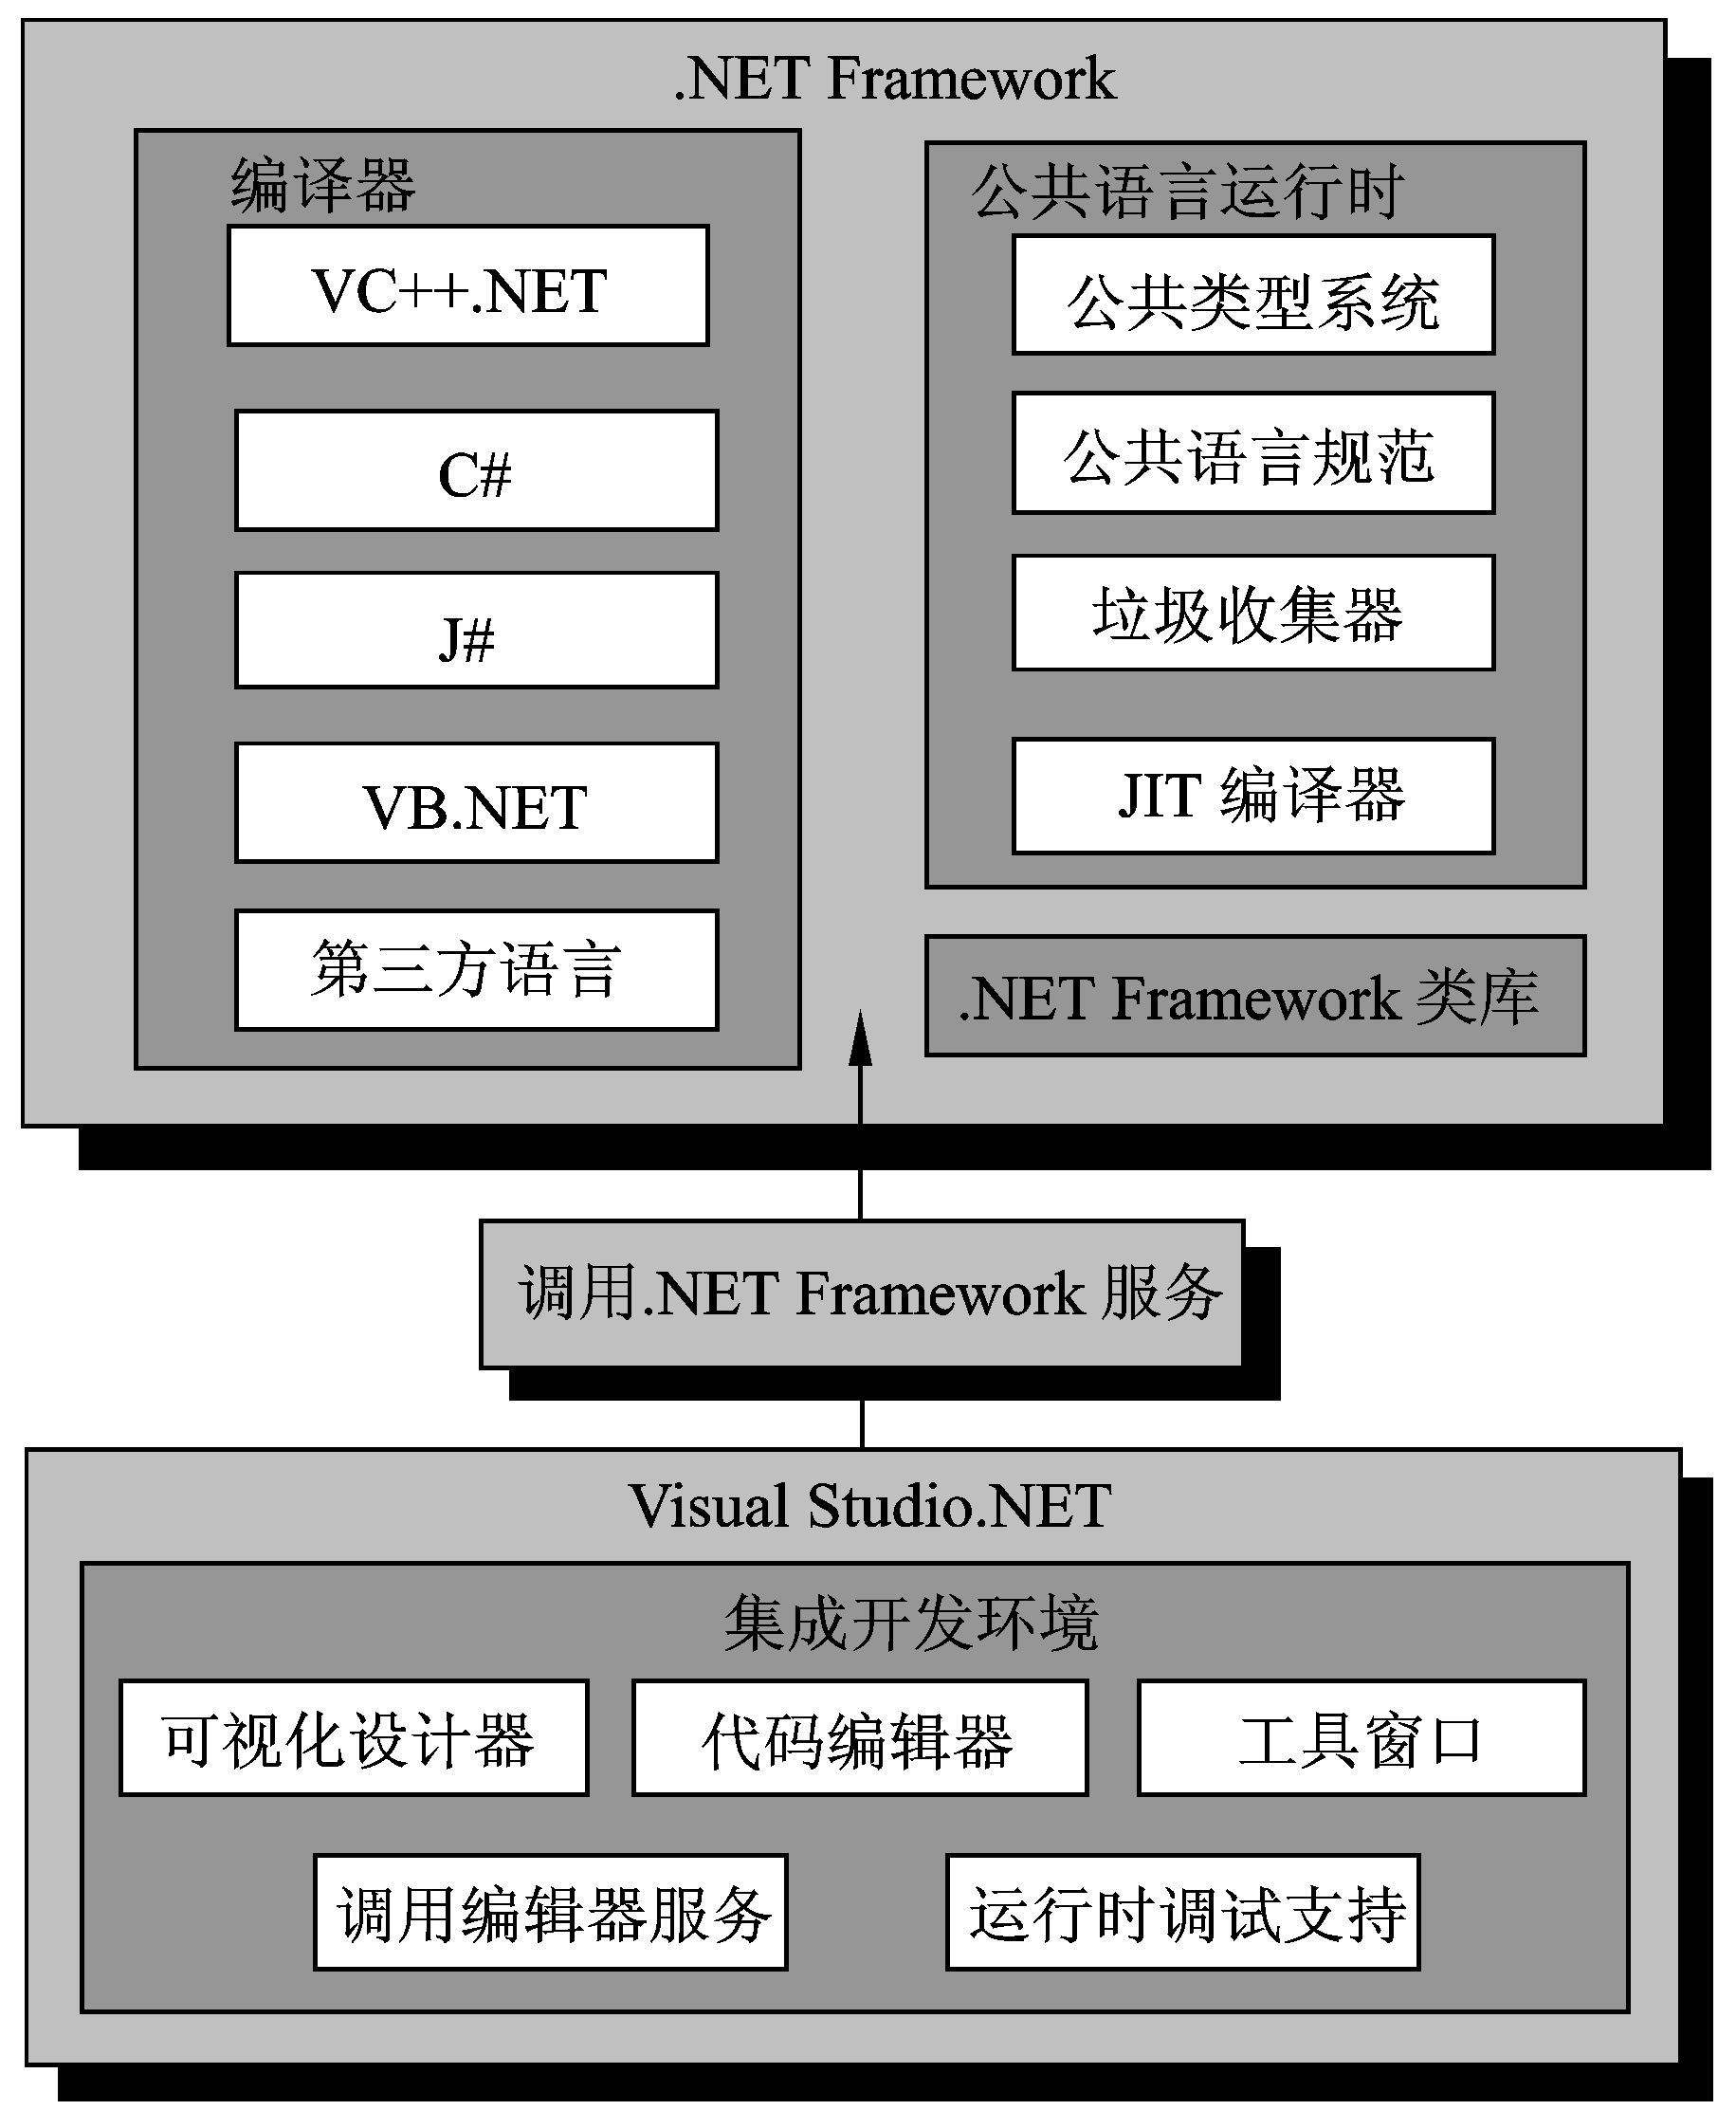 .NET Framework
编译器
VC++.NET
C#
J#
VB.NET
第三方语言
公共语言运行时
公共类型系统
公共语言规范
垃圾收集器
JIT 编译器
.NET Framework 类库
调用.NET Framework 服务
Visual Studio.NET
集成开发环境
可视化设计器
代码编辑器
工具窗口
调用编辑器服务
运行时调试支持